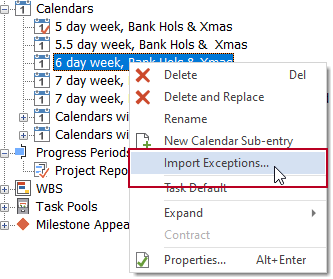 Calendars
5 day week, Bank Hols & Xmas
5.5 day week, Bank Hols & Xmas
6 day week, Bank Hols & Xmas
7 day week,
7 day week,
Calendars wi
Calendars wi
Progress Periods
Project Repo
WBS
Task Pools
Milestone Appea
Delete Del
Delete and Replace
Rename
New Calendar Sub-entry
Import Exceptions...
Task Default
Expand
Contract
Properties... Alt+Enter